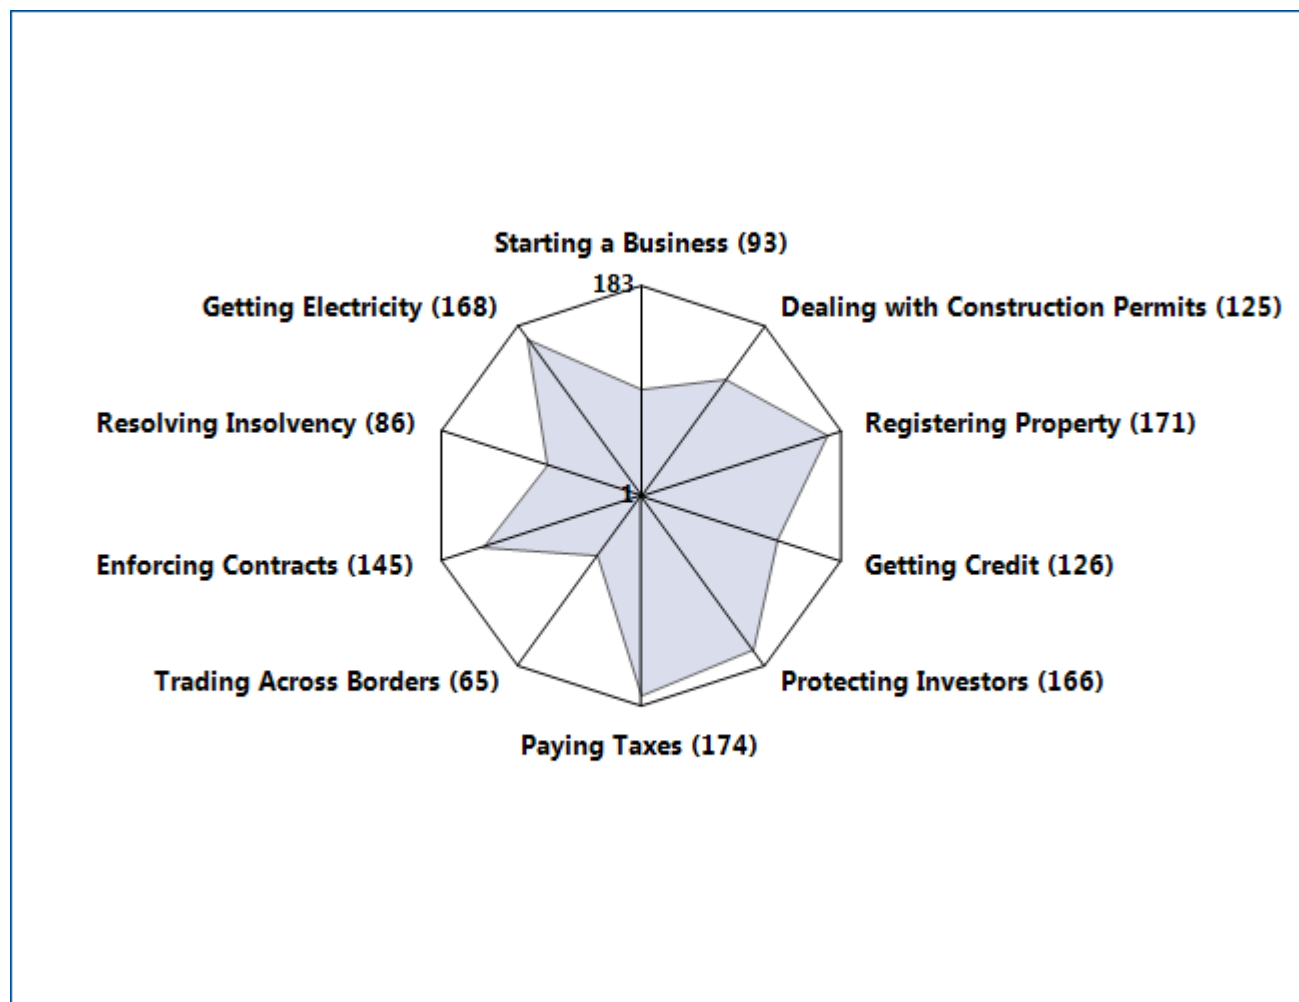 Starting a Business (93)
183
Getting Electricity (168)
Dealing with Construction Permits (125)
Resolving Insolvency (86)
Registering Property (171)
1
Enforcing Contracts (145)
Getting Credit (126)
Trading Across Borders (65)
Protecting Investors (166)
Paying Taxes (174)